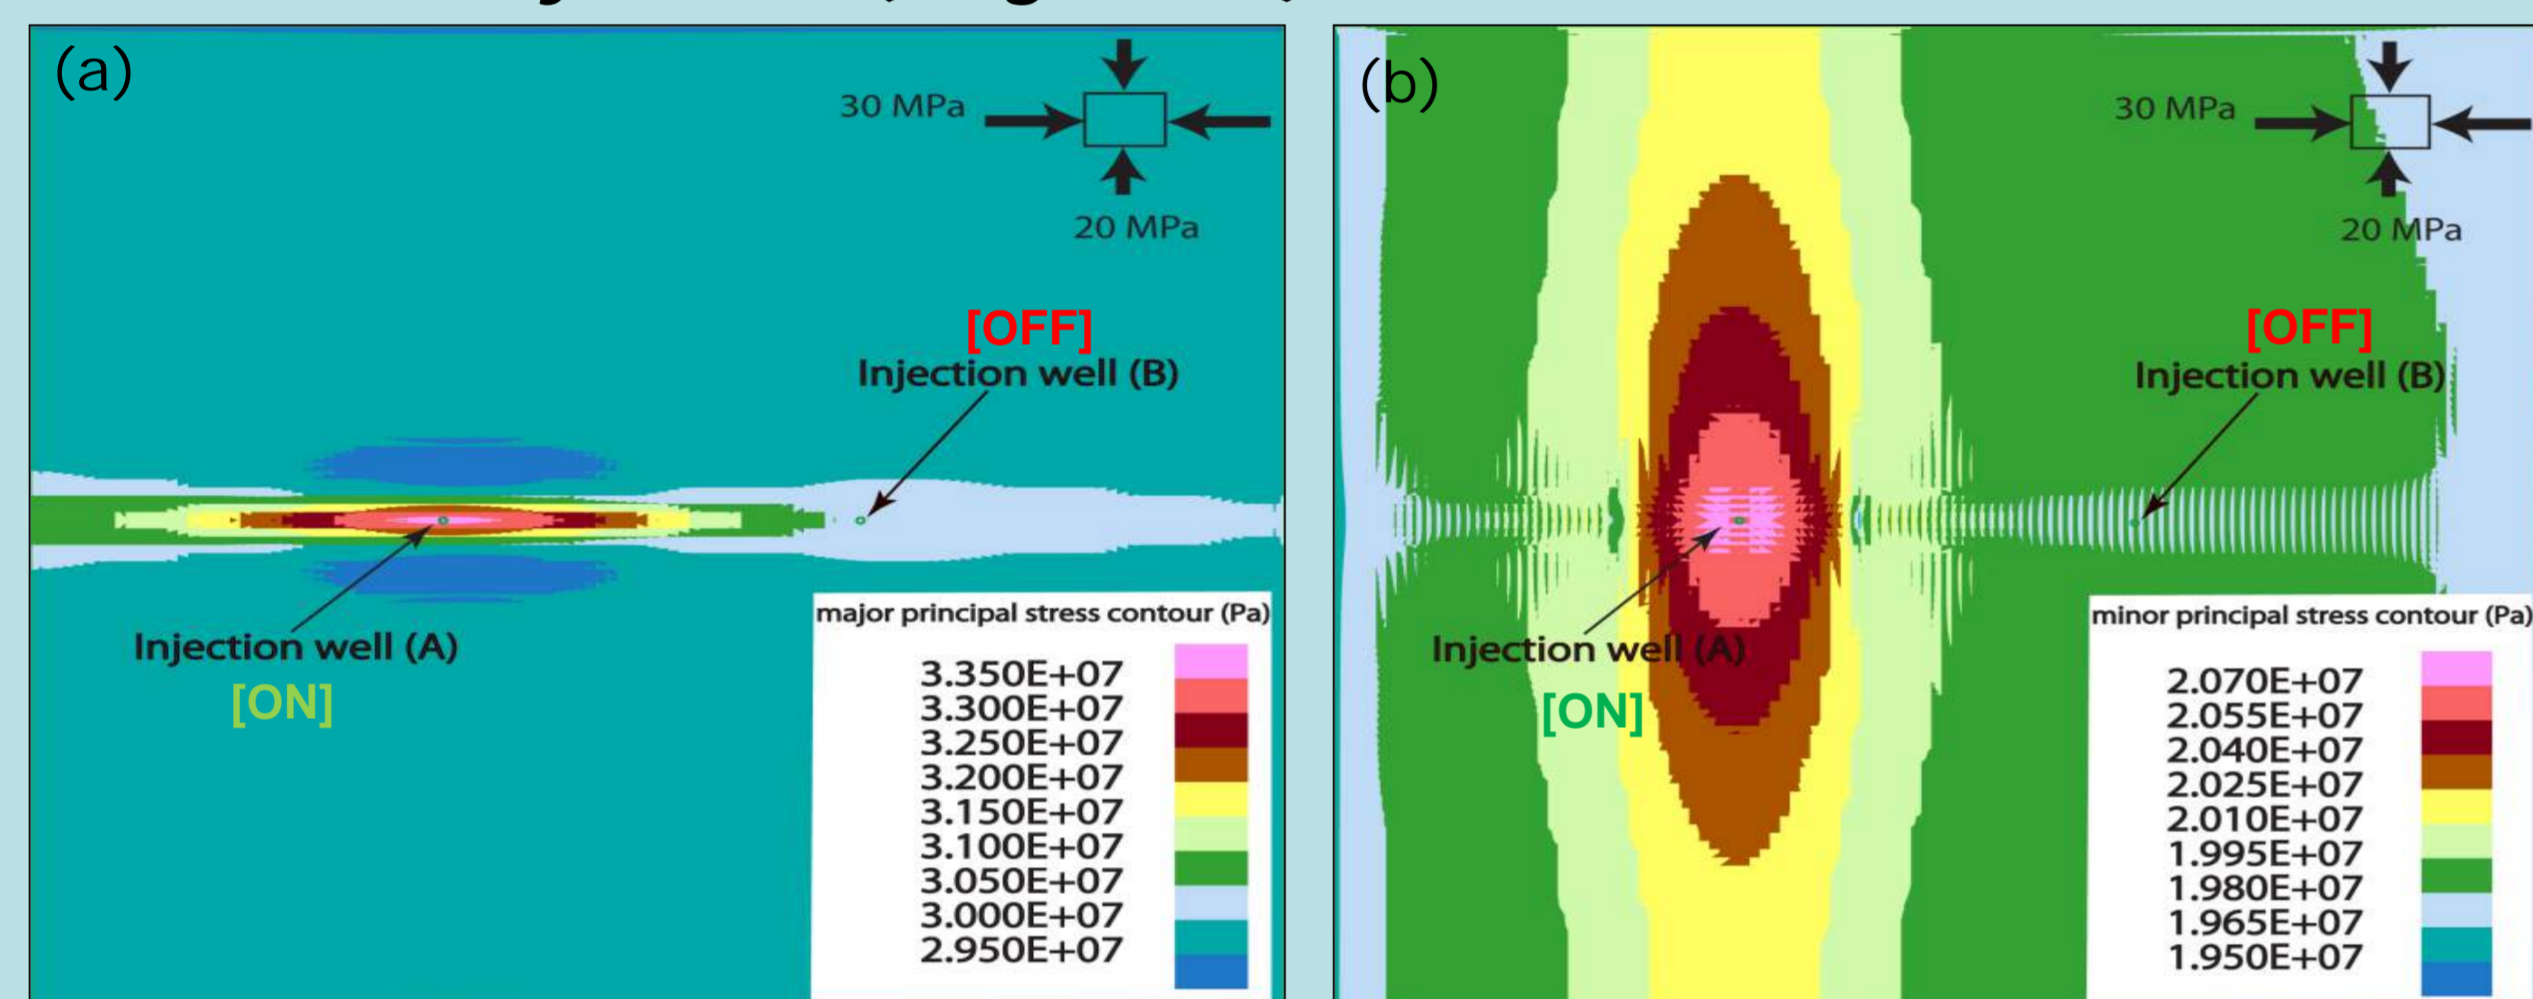 (a)
30 MPa
20 MPa
[OFF]
Injection well (B)
Injection well (A)
[ON]
major principal stress contour (Pa)
3.350E+07
3.300E+07
3.250E+07
3.200E+07
3.150E+07
3.100E+07
3.050E+07
3.000E+07
2.950E+07
(b)
30 MPa
20 MPa
[OFF]
Injection well (B)
Injection well (A)
[ON]
minor principal stress contour (Pa)
2.070E+07
2.055E+07
2.040E+07
2.025E+07
2.010E+07
1.995E+07
1.980E+07
1.965E+07
1.950E+07